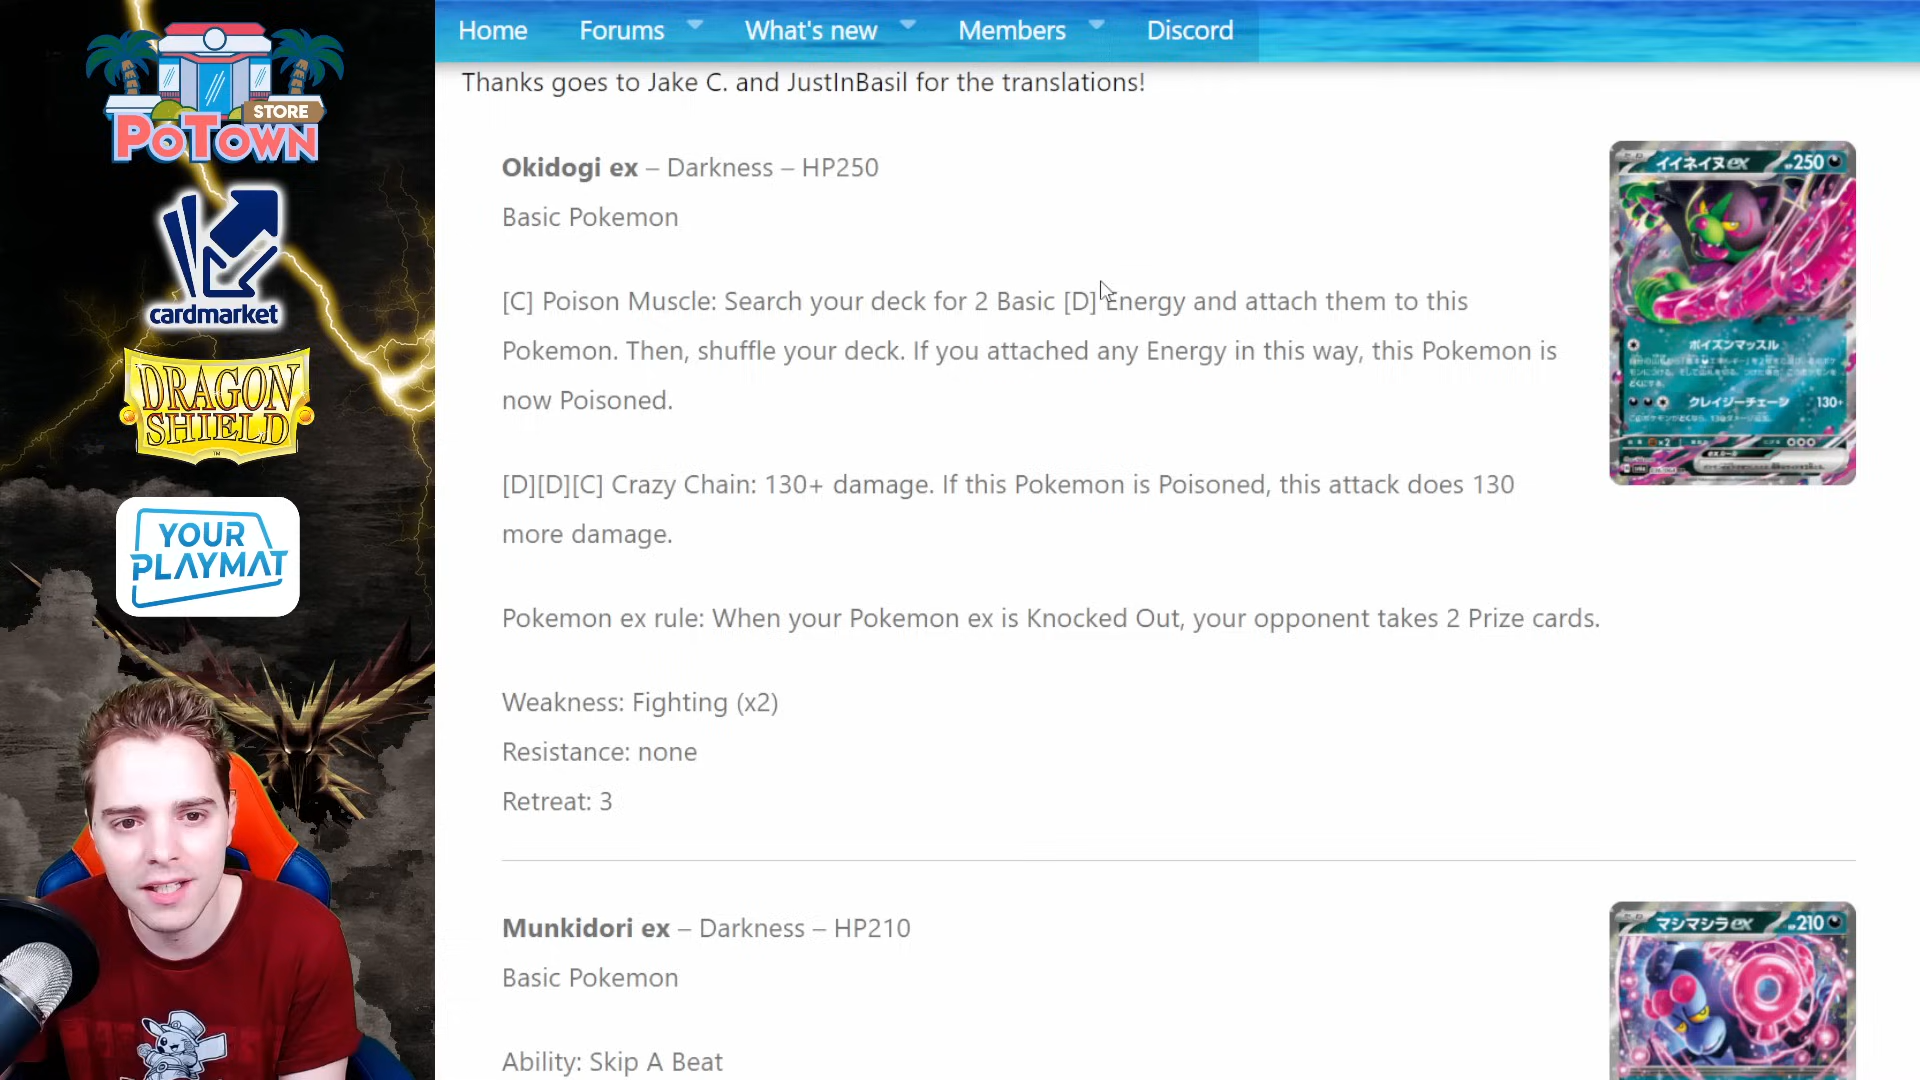 Home
Forums
What's new
Members
Discord
STORE
POTOWN
cardmarket
DRAGON
SHIELD
YOUR
PLAYMAT
Thanks goes to Jake C. and JustInBasil for the translations!
Okidogi ex – Darkness – HP250
Basic Pokemon
[C] Poison Muscle: Search your deck for 2 Basic [D] Energy and attach them to this
Pokemon. Then, shuffle your deck. If you attached any Energy in this way, this Pokemon is
now Poisoned.
[D][D][C] Crazy Chain: 130+ damage. If this Pokemon is Poisoned, this attack does 130
more damage.
Pokemon ex rule: When your Pokemon ex is Knocked Out, your opponent takes 2 Prize cards.
Weakness: Fighting (x2)
Resistance: none
Retreat: 3
イイネイヌex 250
ポイズンマッスル
クレイジーチェーン 130+
Munkidori ex – Darkness – HP210
Basic Pokemon
Ability: Skip A Beat
マシマシラex 210